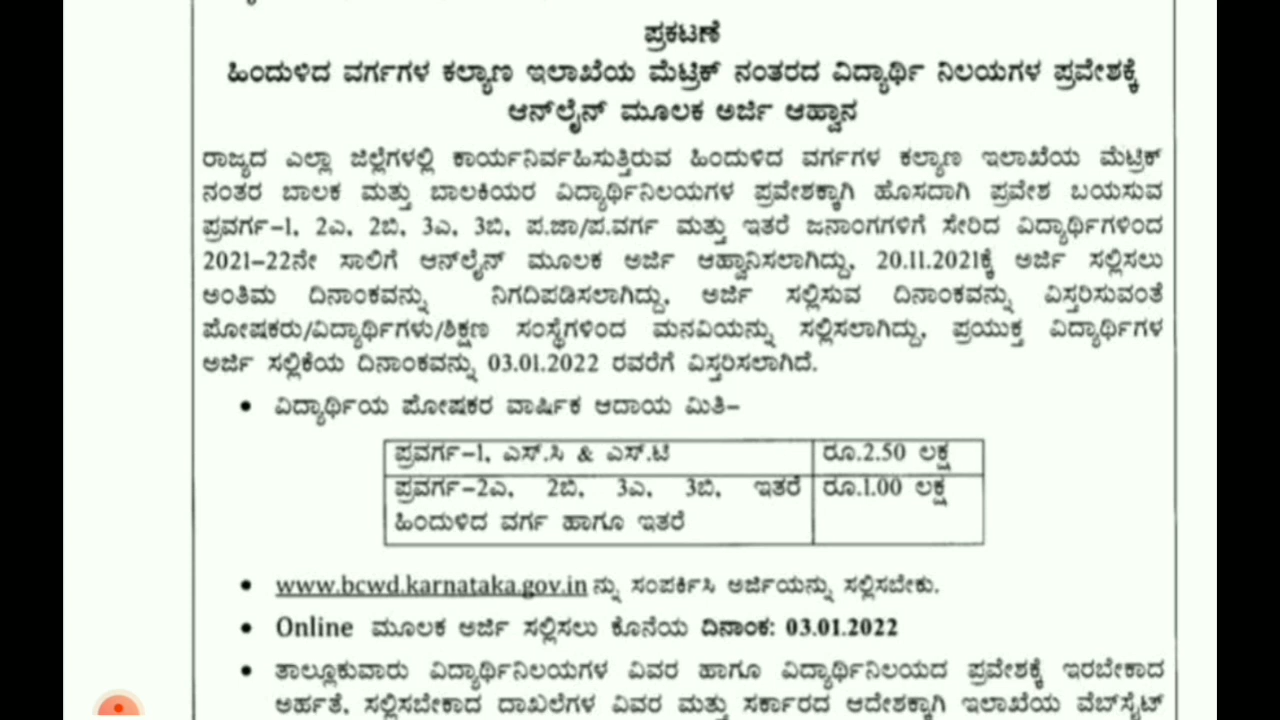 ಪ್ರಕಟಣೆ
ಹಿಂದುಳಿದ ವರ್ಗಗಳ ಕಲ್ಯಾಣ ಇಲಾಖೆಯ ಮೆಟ್ರಿಕ್ ನಂತರದ ವಿದ್ಯಾರ್ಥಿ ನಿಲಯಗಳ ಪ್ರವೇಶಕ್ಕೆ
ಆನ್‌ಲೈನ್ ಮೂಲಕ ಅರ್ಜಿ ಆಹ್ವಾನ
ರಾಜ್ಯದ ಎಲ್ಲಾ ಜಿಲ್ಲೆಗಳಲ್ಲಿ ಕಾರ್ಯನಿರ್ವಹಿಸುತ್ತಿರುವ ಹಿಂದುಳಿದ ವರ್ಗಗಳ ಕಲ್ಯಾಣ ಇಲಾಖೆಯ ಮೆಟ್ರಿಕ್
ನಂತರ ಬಾಲಕ ಮತ್ತು ಬಾಲಕಿಯರ ವಿದ್ಯಾರ್ಥಿನಿಲಯಗಳ ಪ್ರವೇಶಕ್ಕಾಗಿ ಹೊಸದಾಗಿ ಪ್ರವೇಶ ಬಯಸುವ
ಪ್ರವರ್ಗ-1, 2ಎ, 2ಬಿ, 3ಎ, 3ಬಿ, ಪ.ಜಾ/ಪ.ವರ್ಗ ಮತ್ತು ಇತರೆ ಜನಾಂಗಗಳಿಗೆ ಸೇರಿದ ವಿದ್ಯಾರ್ಥಿಗಳಿಂದ
2021-22ನೇ ಸಾಲಿಗೆ ಆನ್‌ಲೈನ್ ಮೂಲಕ ಅರ್ಜಿ ಆಹ್ವಾನಿಸಲಾಗಿದ್ದು, 20.11.2021ಕ್ಕೆ ಅರ್ಜಿ ಸಲ್ಲಿಸಲು
ಅಂತಿಮ ದಿನಾಂಕವನ್ನು ನಿಗದಿಪಡಿಸಲಾಗಿದ್ದು, ಅರ್ಜಿ ಸಲ್ಲಿಸುವ ದಿನಾಂಕವನ್ನು ವಿಸ್ತರಿಸುವಂತೆ
ಪೋಷಕರು/ವಿದ್ಯಾರ್ಥಿಗಳು/ಶಿಕ್ಷಣ ಸಂಸ್ಥೆಗಳಿಂದ ಮನವಿಯನ್ನು ಸಲ್ಲಿಸಲಾಗಿದ್ದು, ಪ್ರಯುಕ್ತ ವಿದ್ಯಾರ್ಥಿಗಳ
ಅರ್ಜಿ ಸಲ್ಲಿಕೆಯ ದಿನಾಂಕವನ್ನು 03.01.2022 ರವರೆಗೆ ವಿಸ್ತರಿಸಲಾಗಿದೆ.
• ವಿದ್ಯಾರ್ಥಿಯ ಪೋಷಕರ ವಾರ್ಷಿಕ ಆದಾಯ ಮಿತಿ-
ಪ್ರವರ್ಗ-1, ಎಸ್.ಸಿ & ಎಸ್.ಟಿ ರೂ.2.50 ಲಕ್ಷ
ಪ್ರವರ್ಗ-2ಎ, 2ಬಿ, 3ಎ, 3ಬಿ, ಇತರೆ ರೂ.1.00 ಲಕ್ಷ
ಹಿಂದುಳಿದ ವರ್ಗ ಹಾಗೂ ಇತರೆ
• www.bcwd.karnataka.gov.in ನ್ನು ಸಂಪರ್ಕಿಸಿ ಅರ್ಜಿಯನ್ನು ಸಲ್ಲಿಸಬೇಕು.
• Online ಮೂಲಕ ಅರ್ಜಿ ಸಲ್ಲಿಸಲು ಕೊನೆಯ ದಿನಾಂಕ: 03.01.2022
• ತಾಲ್ಲೂಕುವಾರು ವಿದ್ಯಾರ್ಥಿನಿಲಯಗಳ ವಿವರ ಹಾಗೂ ವಿದ್ಯಾರ್ಥಿನಿಲಯದ ಪ್ರವೇಶಕ್ಕೆ ಇರಬೇಕಾದ
ಅರ್ಹತೆ, ಸಲ್ಲಿಸಬೇಕಾದ ದಾಖಲೆಗಳ ವಿವರ ಮತ್ತು ಸರ್ಕಾರದ ಆದೇಶಕ್ಕಾಗಿ ಇಲಾಖೆಯ ವೆಬ್‌ಸೈಟ್